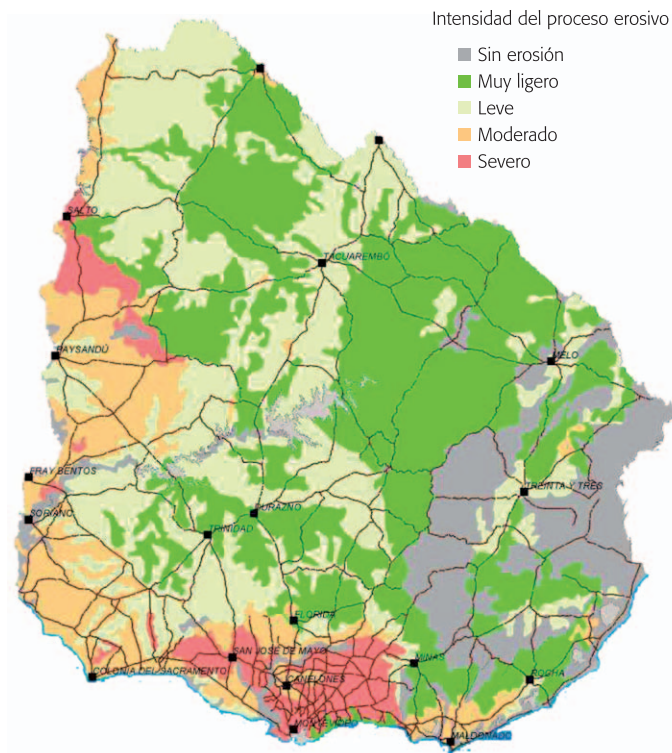 Intensidad del proceso erosivo
Sin erosión
Muy ligero
Leve
Moderado
Severo
SALTO
TACUAREMBÓ
PAYSANDÚ
MELO
FRAY BENTOS
TREINTA Y TRES
SORIANO
DURAZNO
TRINIDAD
FLORIDA
SAN JOSÉ DE MAYO
MINAS
COLONIA DEL SACRAMENTO
ROCHA
CANELONES
MONTEVIDEO
MALDONADO